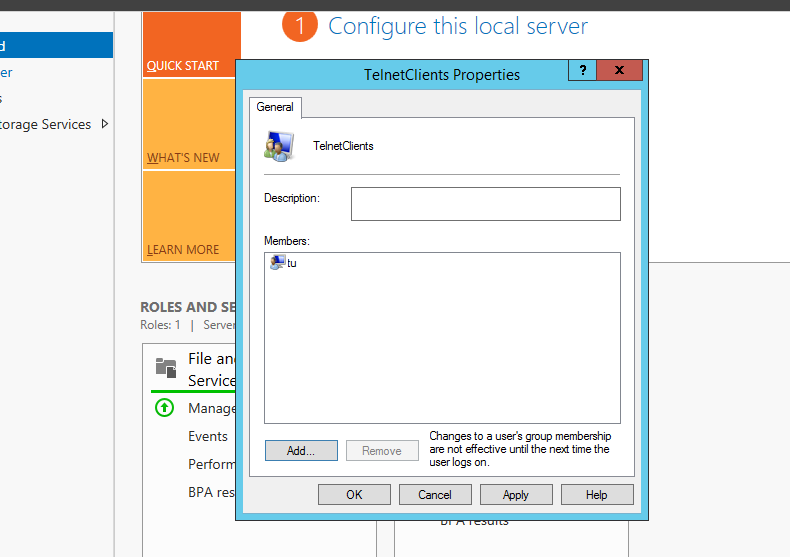 1 Configure this local server
d
er
s
torage Services
QUICK START
WHAT'S NEW
LEARN MORE
TelnetClients Properties
?
x
General
TelnetClients
Description:
Members:
tu
Add...
Remove
Changes to a user's group membership
are not effective until the next time the
user logs on.
OK
Cancel
Apply
Help
ROLES AND SE
Roles: 1 | Server
File an
Service
Manage
Events
Perform
BPA res
BPA results